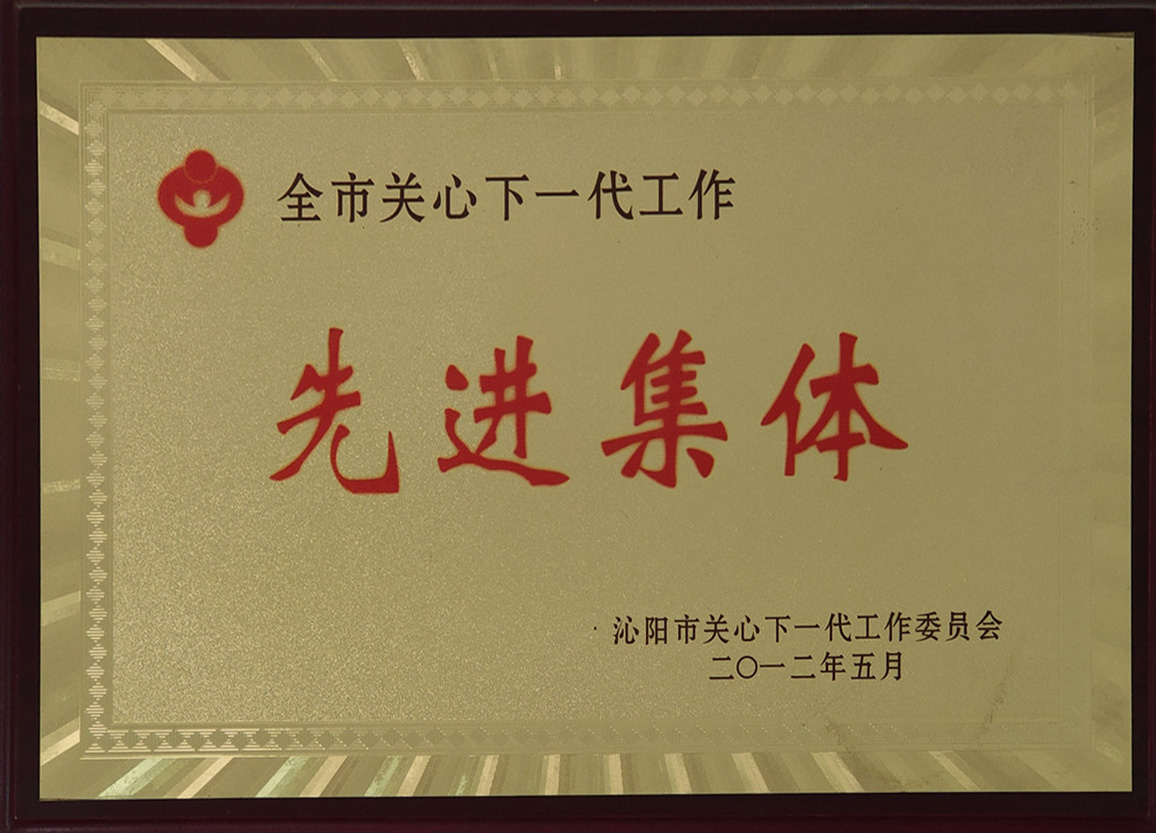 全市关心下一代工作
先进集体
沁阳市关心下一代工作委员会
二〇一二年五月